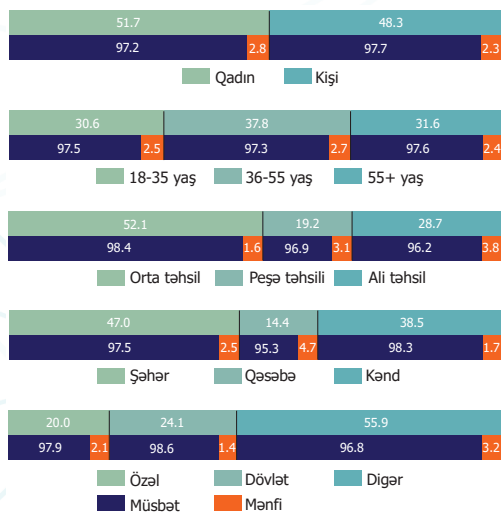 51.7 48.3
97.2 2.8 97.7 2.3
Qadın Kişi
30.6 37.8 31.6
97.5 2.5 97.3 2.7 97.6 2.4
18-35 yaş 36-55 yaş 55+ yaş
52.1 19.2 28.7
98.4 1.6 96.9 3.1 96.2 3.8
Orta təhsil Peşə təhsili Ali təhsil
47.0 14.4 38.5
97.5 2.5 95.3 4.7 98.3 1.7
Şəhər Qəsəbə Kənd
20.0 24.1 55.9
97.9 2.1 98.6 1.4 96.8 3.2
Özəl Dövlət Digər
Müsbət Mənfi